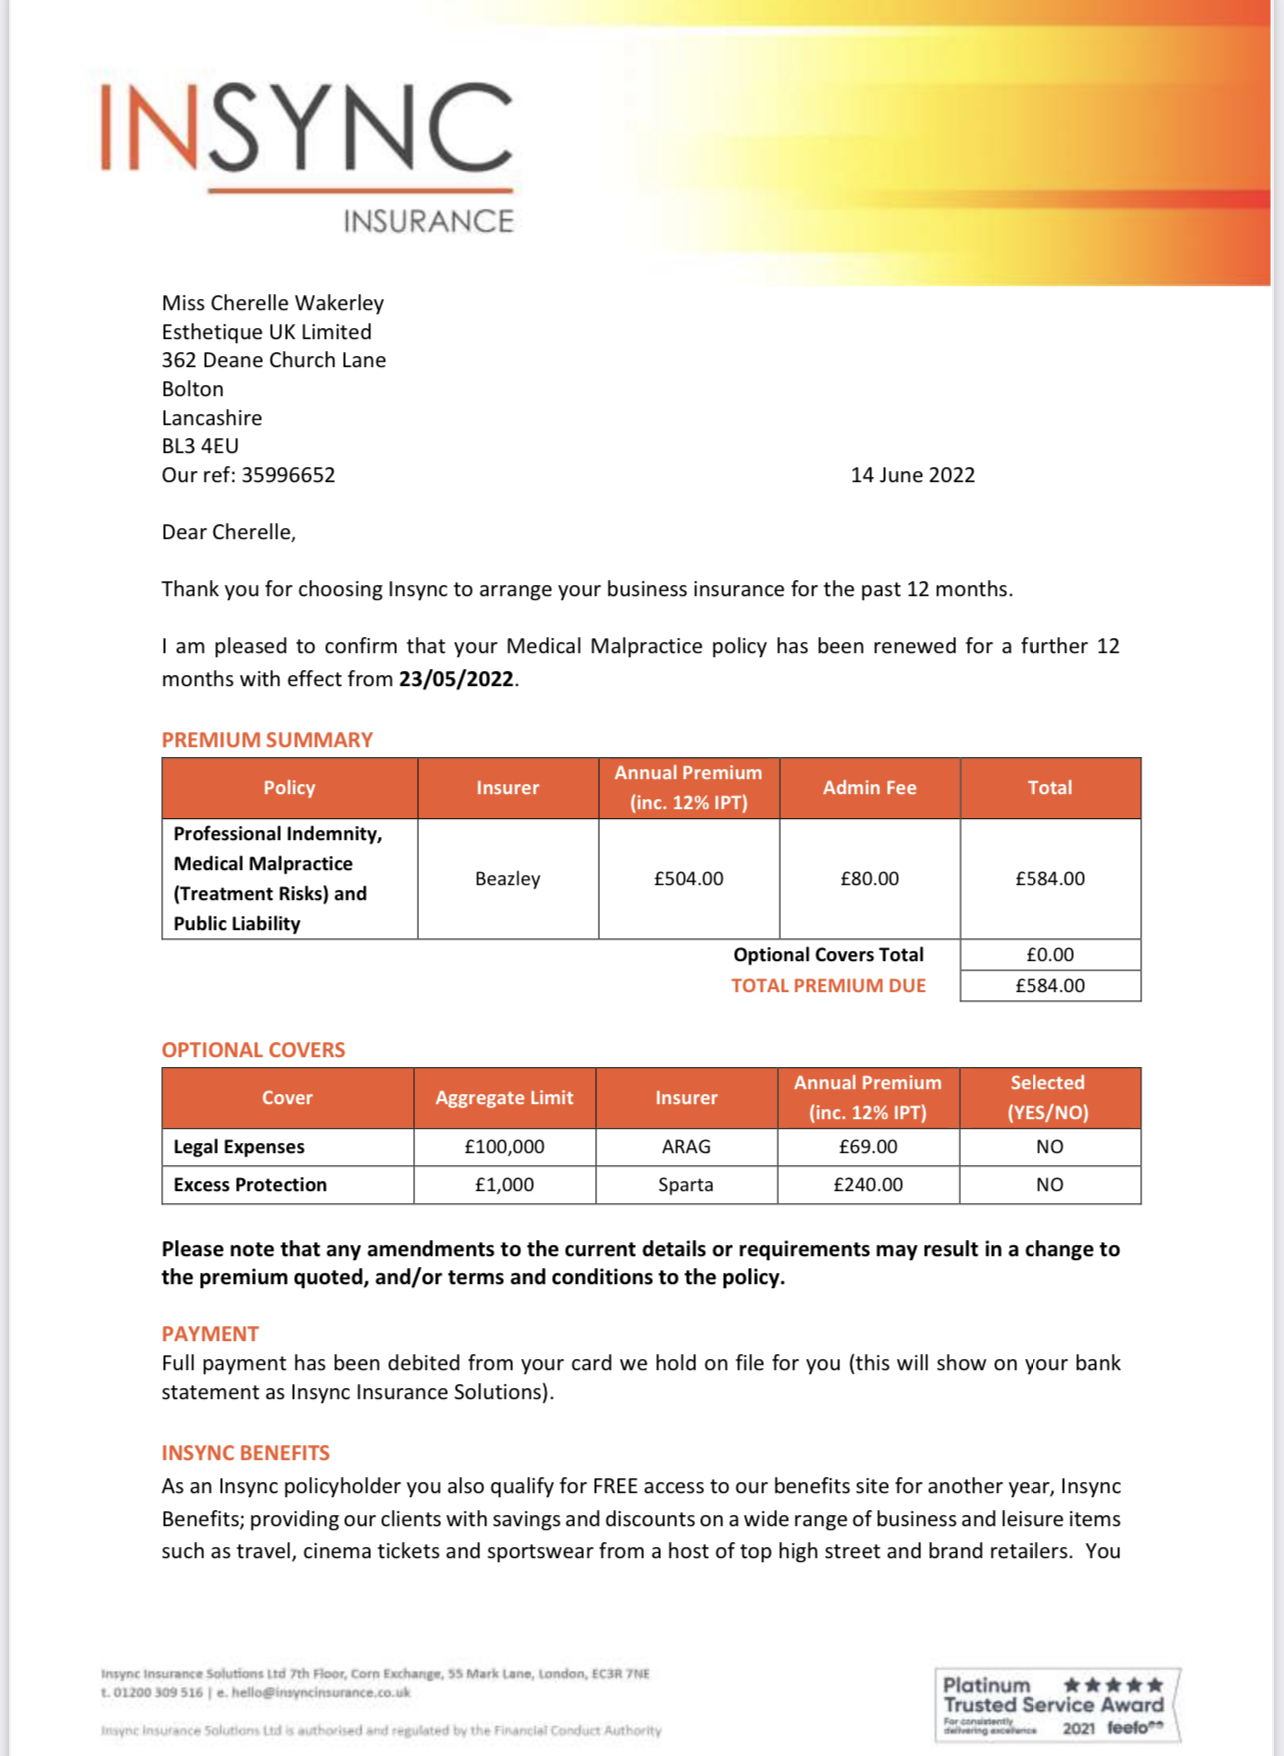 INSYNC
INSURANCE
Miss Cherelle Wakerley
Esthetique UK Limited
362 Deane Church Lane
Bolton
Lancashire
BL3 4EU
Our ref: 35996652 14 June 2022
Dear Cherelle,
Thank you for choosing Insync to arrange your business insurance for the past 12 months.
I am pleased to confirm that your Medical Malpractice policy has been renewed for a further 12
months with effect from 23/05/2022.
PREMIUM SUMMARY
Policy Insurer Annual Premium (inc. 12% IPT) Admin Fee Total
Professional Indemnity,
Medical Malpractice
(Treatment Risks) and
Public Liability
Beazley £504.00 £80.00 £584.00
Optional Covers Total £0.00
TOTAL PREMIUM DUE £584.00
OPTIONAL COVERS
Cover Aggregate Limit Insurer Annual Premium (inc. 12% IPT) Selected (YES/NO)
Legal Expenses £100,000 ARAG £69.00 NO
Excess Protection £1,000 Sparta £240.00 NO
Please note that any amendments to the current details or requirements may result in a change to
the premium quoted, and/or terms and conditions to the policy.
PAYMENT
Full payment has been debited from your card we hold on file for you (this will show on your bank
statement as Insync Insurance Solutions).
INSYNC BENEFITS
As an Insync policyholder you also qualify for FREE access to our benefits site for another year, Insync
Benefits; providing our clients with savings and discounts on a wide range of business and leisure items
such as travel, cinema tickets and sportswear from a host of top high street and brand retailers. You
Insync Insurance Solutions Ltd 7th Floor, Corn Exchange, 55 Mark Lane, London, EC3R 7NE
t. 01200 309 516 | e. hello@insyncinsurance.co.uk
Insync Insurance Solutions Ltd is authorised and regulated by the Financial Conduct Authority
Platinum ★★★★★
Trusted Service Award
For consistently
delivering excellence 2021 feefo